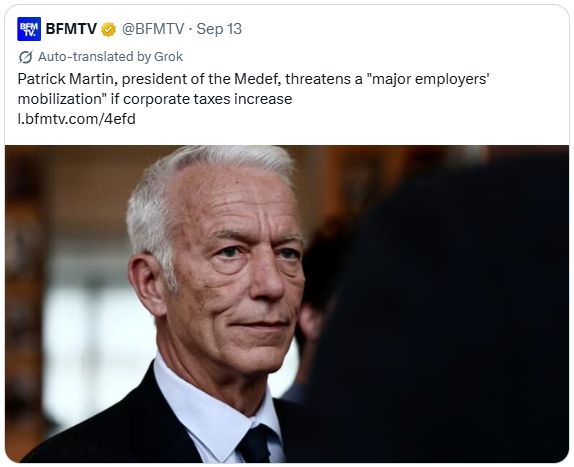 BFM
TV.
BFMTV @BFMTV · Sep 13
Auto-translated by Grok
Patrick Martin, president of the Medef, threatens a "major employers'
mobilization" if corporate taxes increase
l.bfmtv.com/4efd